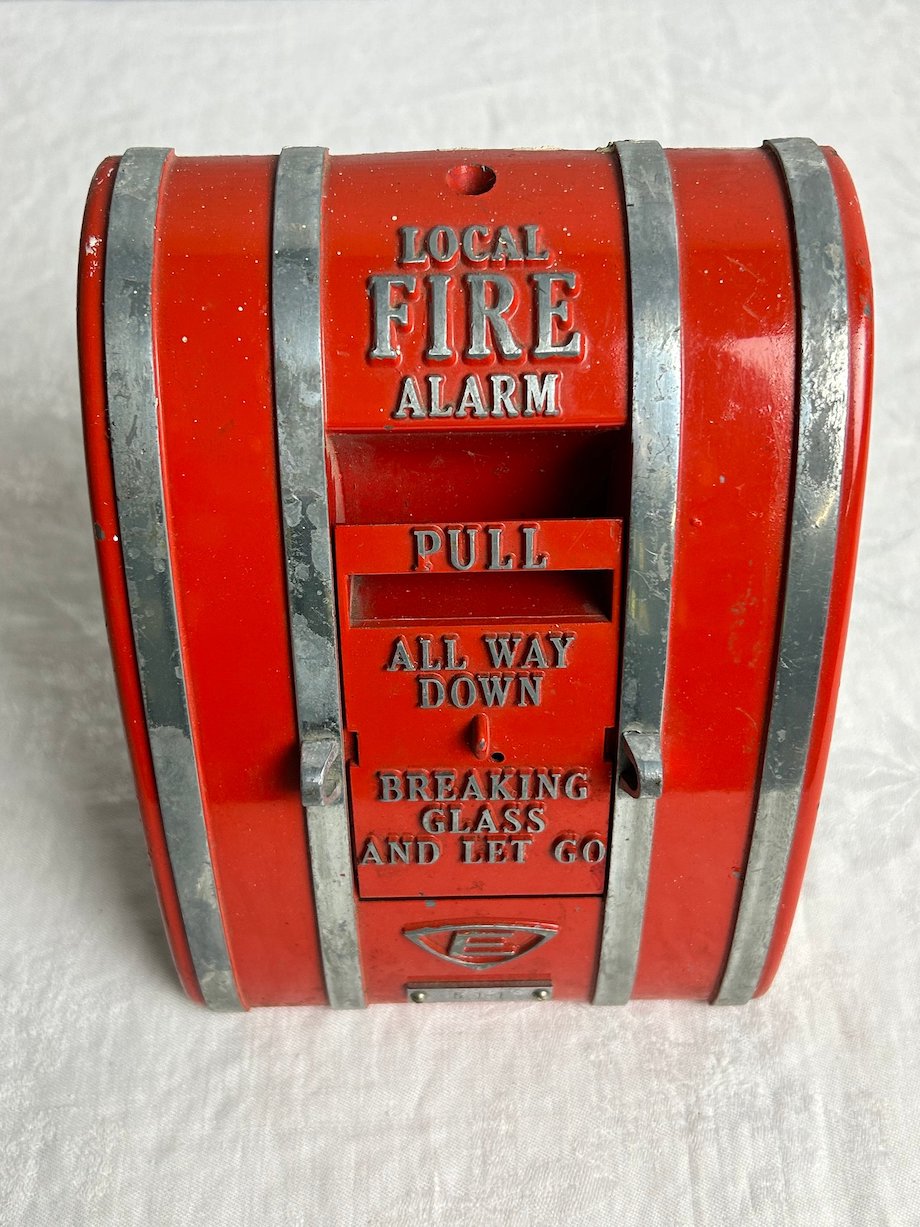 LOCAL
FIRE
ALARM
PULL
ALL WAY
DOWN
BREAKING
GLASS
AND LET GO
E